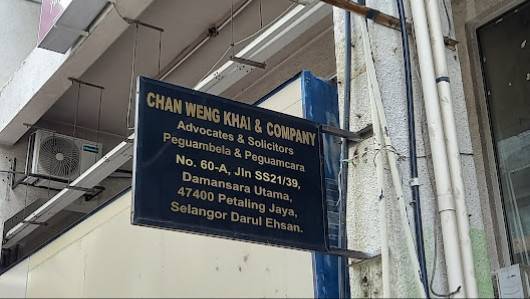 CHAN WENG KHAI & COMPANY
Advocates & Solicitors
Peguambela & Peguamcara
No. 60-A, Jln SS21/39,
Damansara Utama,
47400 Petaling Jaya,
Selangor Darul Ehsan.